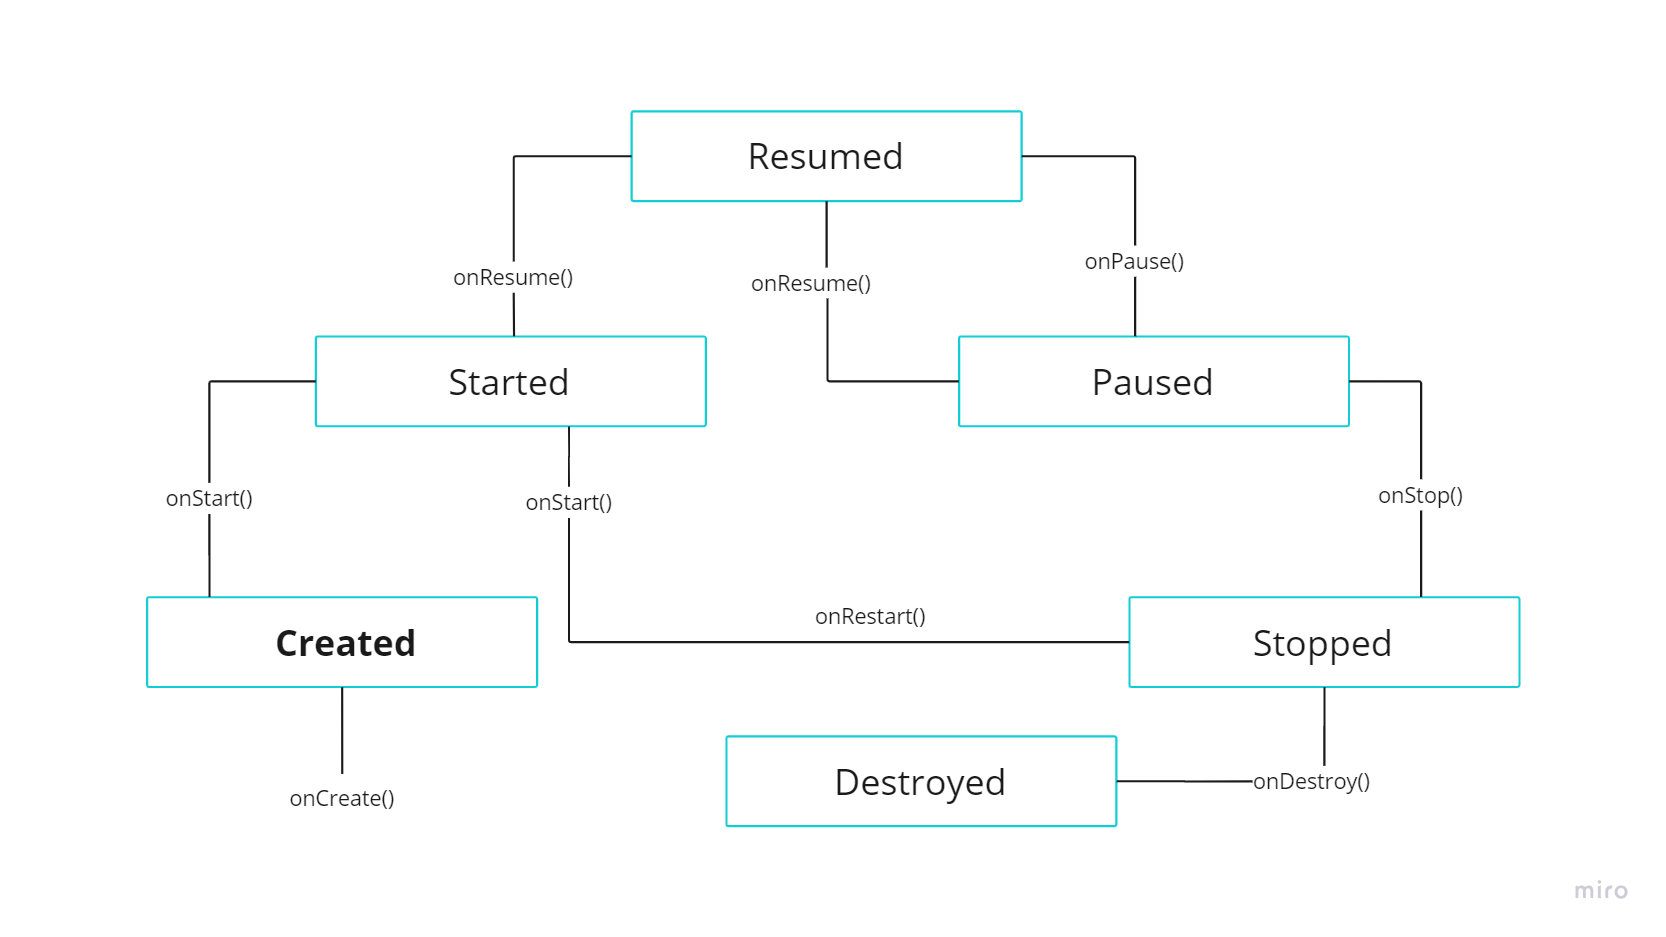 Resumed
onPause()
onResume()
onResume()
Started
Paused
onStart()
onStart()
onStop()
onRestart()
Created
Stopped
Destroyed
onDestroy()
onCreate()
miro